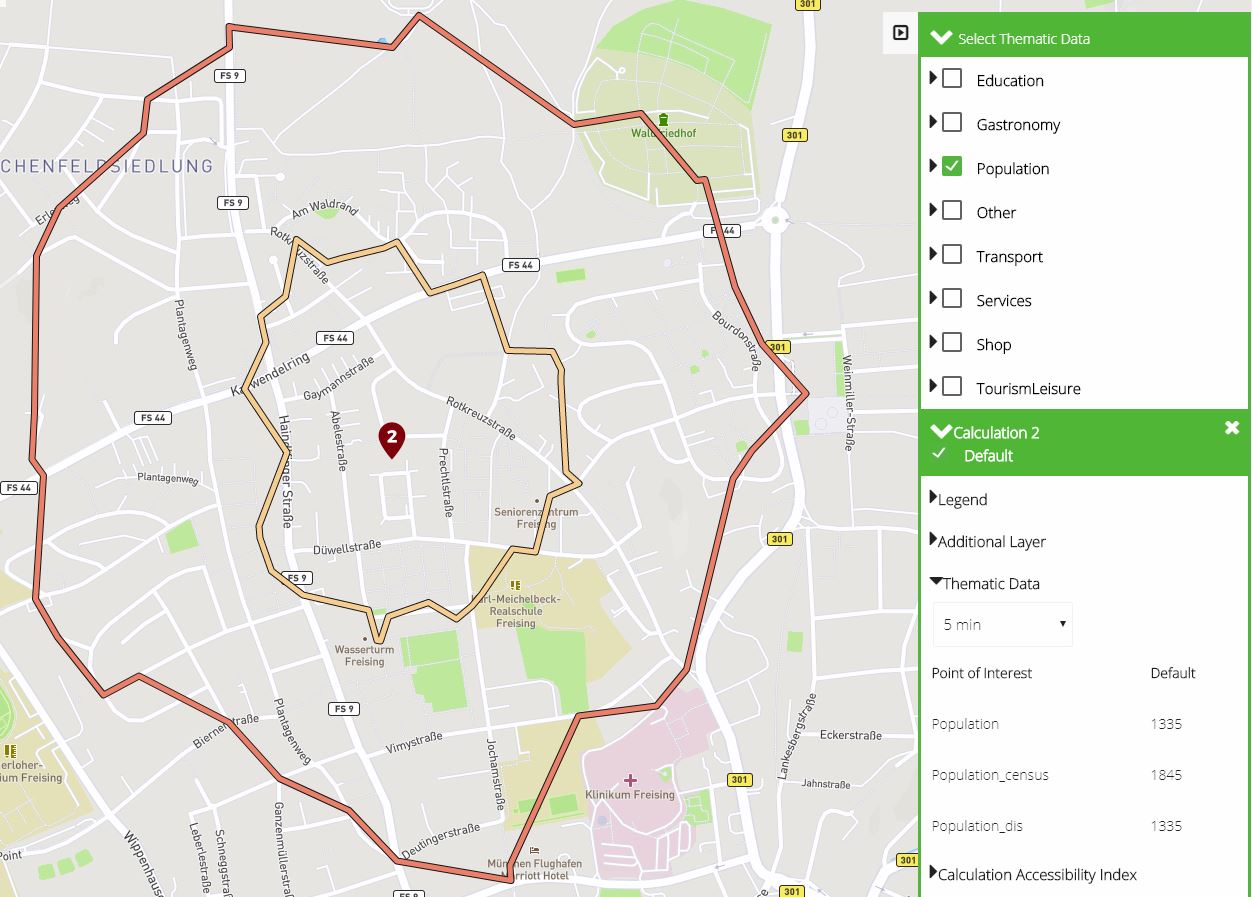 301
Select Thematic Data
FS 9
Education
Gastronomy
Waldfriedhof
301
CHENFELDSIEDLUNG
Population
FS 9
Am Waldrand
Other
FS 44
Rotkreuzstraße
FS 44
Transport
Services
Plantagenweg
FS 44
Bourdonstraße
301
Shop
Karwendelring
Gaymannstraße
Weinmiller-Straße
TourismLeisure
FS 44
Haindlfinger Straße
Abelestraße
Rotkreuzstraße
2
Calculation 2
Default
Prechtlstraße
Plantagenweg
FS 44
Legend
Seniorenzentrum
Freising
301
Additional Layer
Düwellstraße
FS 9
Thematic Data
Karl-Meichelbeck-
Realschule
Freising
5 min
Wasserturm
Freising
Point of Interest Default
FS 9
Plantagenweg
Biernerstraße
Population 1335
Vimystraße
Lankesbergstraße
Eckerstraße
erloher-
ium Freising
Jochamstraße
Population_census 1845
301
Jahnstraße
Klinikum Freising
Ganzenmüllerstraße
Population_dis 1335
Deutingerstraße
Leberlestraße
Schneggstraße
Wippenhause
Point
301
München Flughafen
Marriott Hotel
Calculation Accessibility Index
FS 9
301